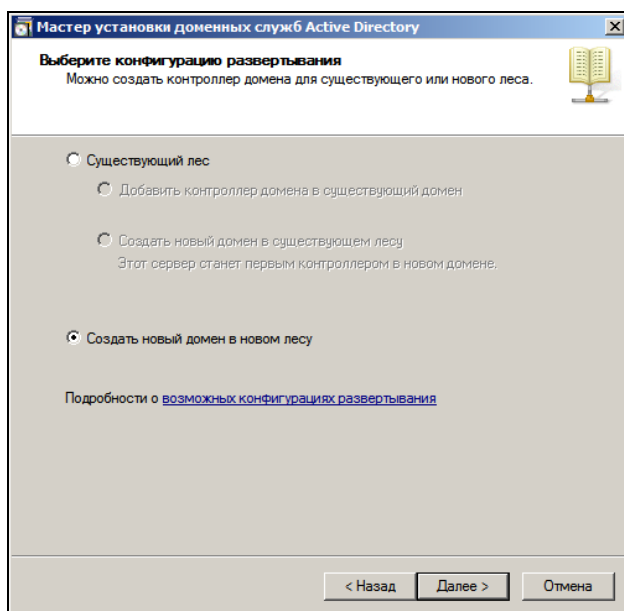 Мастер установки доменных служб Active Directory
Выберите конфигурацию развертывания
Можно создать контроллер домена для существующего или нового леса.
Существующий лес
Добавить контроллер домена в существующий домен
Создать новый домен в существующем лесу
Этот сервер станет первым контроллером в новом домене.
Создать новый домен в новом лесу
Подробности о возможных конфигурациях развертывания
< Назад Далее > Отмена